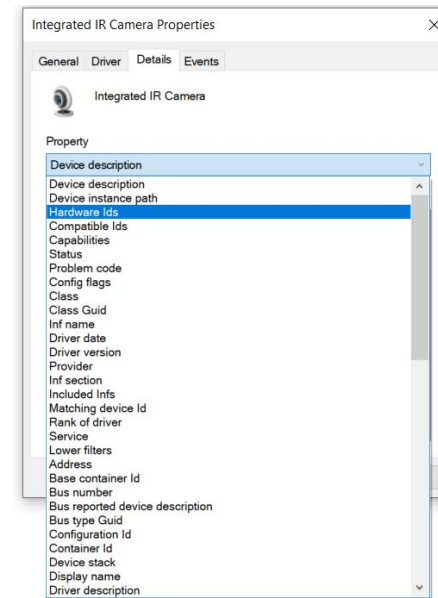 Integrated IR Camera Properties
General Driver Details Events
Integrated IR Camera
Property
Device description
Device description
Device instance path
Hardware Ids
Compatible Ids
Capabilities
Status
Problem code
Config flags
Class
Class Guid
Inf name
Driver date
Driver version
Provider
Inf section
Included Infs
Matching device Id
Rank of driver
Service
Lower filters
Address
Base container Id
Bus number
Bus reported device description
Bus type Guid
Configuration Id
Container Id
Device stack
Display name
Driver description